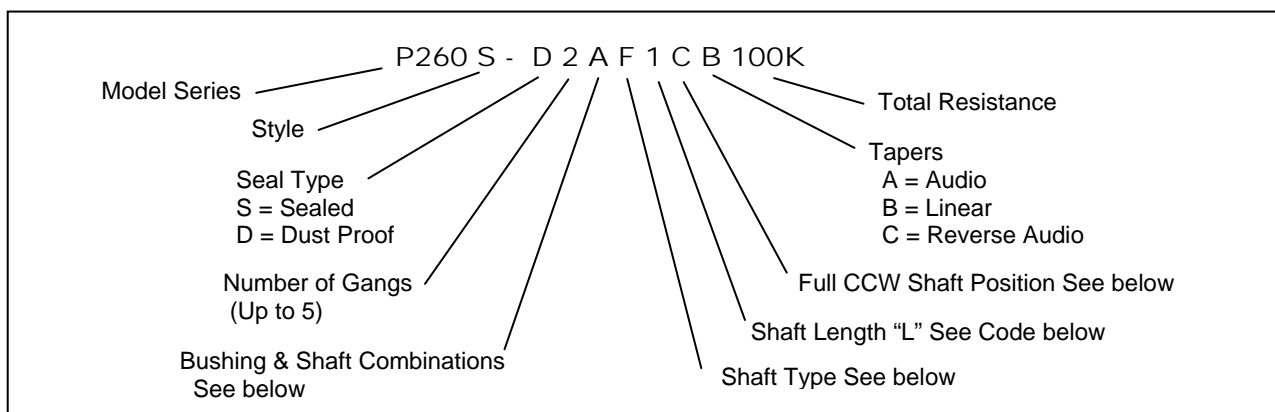 P260 S - D 2 A F 1 C B 100K
Model Series
Total Resistance
Style
Tapers
A = Audio
B = Linear
C = Reverse Audio
Seal Type
S = Sealed
D = Dust Proof
Number of Gangs
(Up to 5)
Full CCW Shaft Position See below
Shaft Length “L” See Code below
Bushing & Shaft Combinations
See below
Shaft Type See below